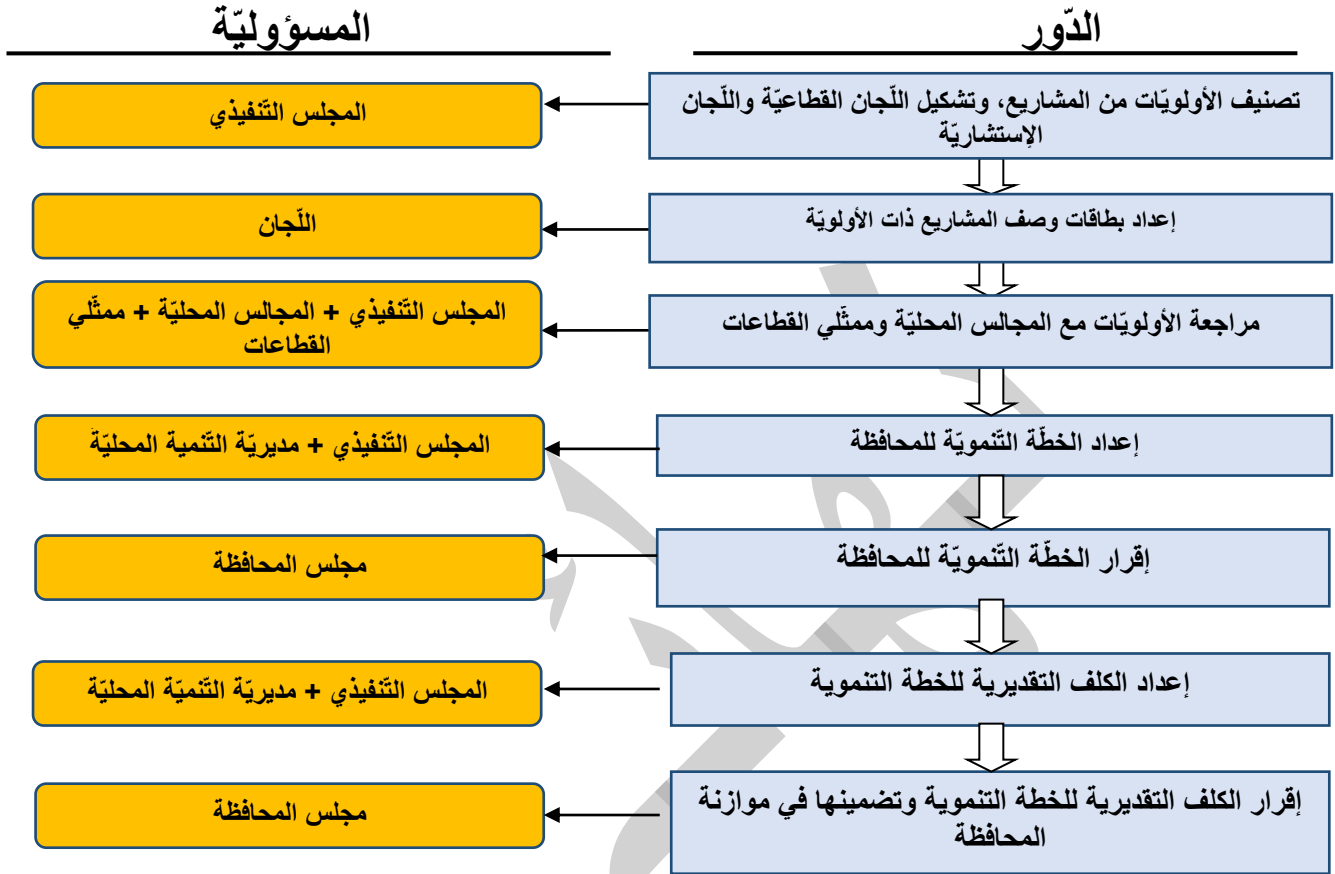 الدّور
المسؤوليّة
تصنيف الأولويّات من المشاريع، وتشكيل اللّجان القطاعيّة واللّجان
الإستشاريّة
المجلس التّنفيذي
إعداد بطاقات وصف المشاريع ذات الأولويّة
اللّجان
مراجعة الأولويّات مع المجالس المحليّة وممثّلي القطاعات
المجلس التّنفيذي + المجالس المحليّة + ممثّلي
القطاعات
إعداد الخطّة التّنمويّة للمحافظة
المجلس التّنفيذي + مديريّة التّنمية المحليّة
إقرار الخطّة التّنمويّة للمحافظة
مجلس المحافظة
إعداد الكلف التقديرية للخطة التنموية
المجلس التّنفيذي + مديريّة التّنميّة المحليّة
إقرار الكلف التقديرية للخطة التنموية وتضمينها في موازنة
المحافظة
مجلس المحافظة